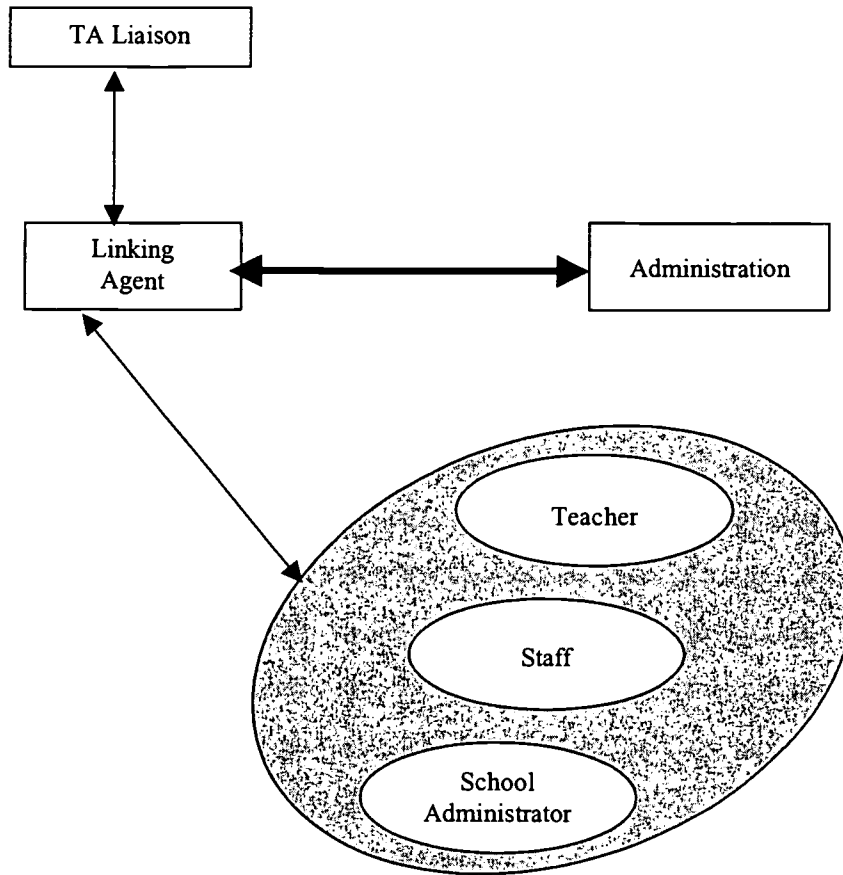 TA Liaison
Linking
Agent
Administration
Teacher
Staff
School
Administrator